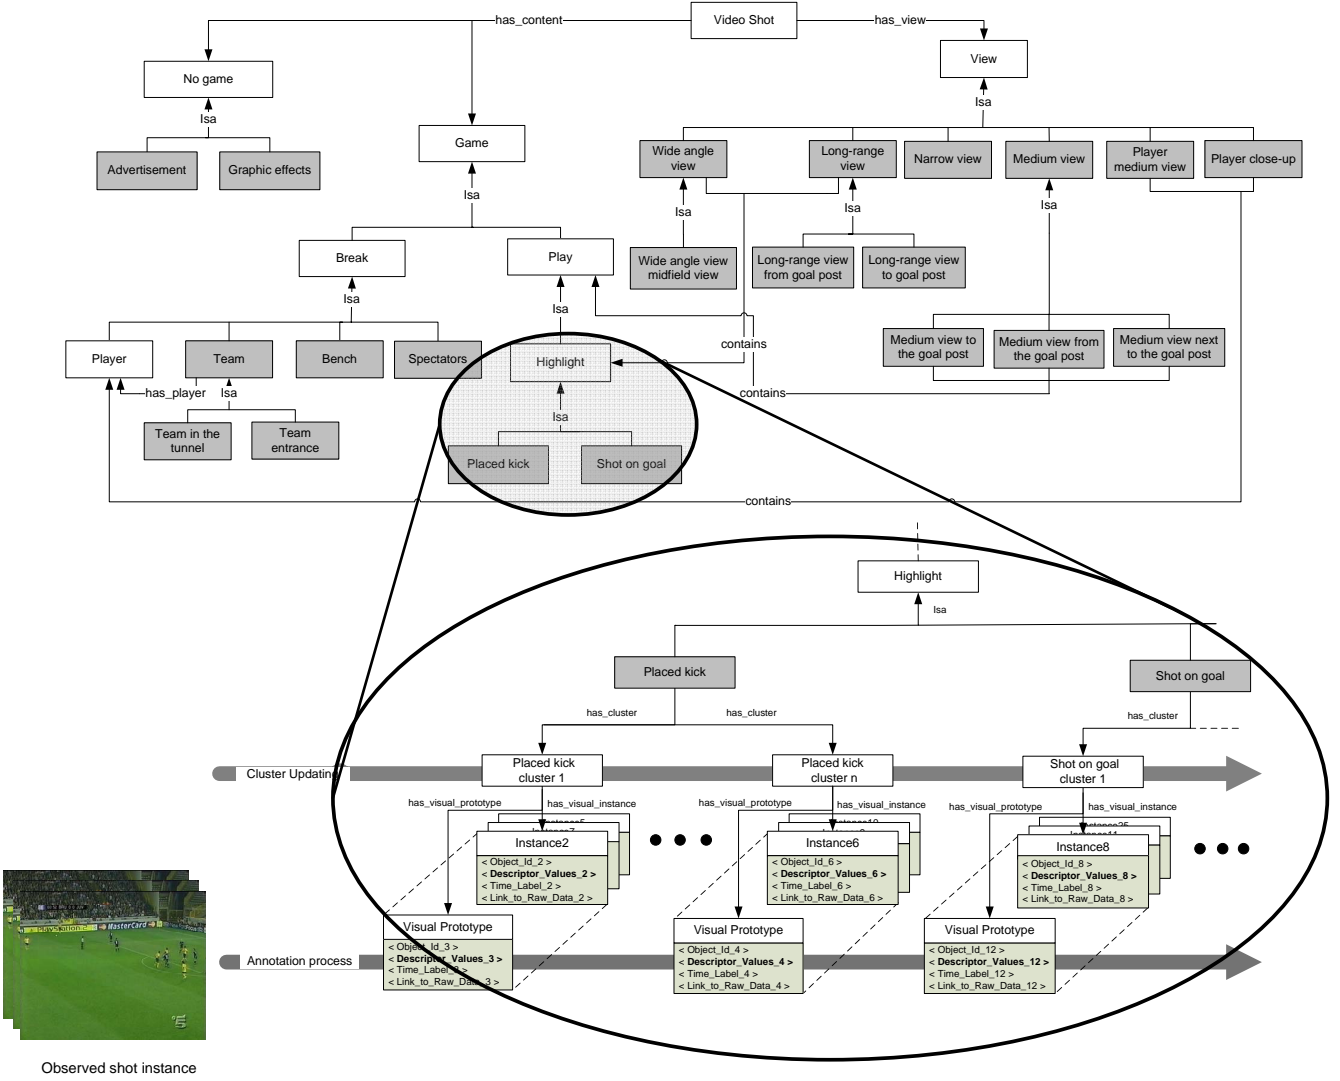 Video Shot
has_content
has_view
No game
View
Isa
Isa
Game
Advertisement
Graphic effects
Wide angle
view
Long-range
view
Narrow view
Medium view
Player
medium view
Player close-up
Isa
Isa
Isa
Isa
Break
Play
Wide angle view
midfield view
Long-range view
from goal post
Long-range view
to goal post
Isa
Isa
contains
Player
Team
Bench
Spectators
Highlight
Medium view to
the goal post
Medium view from
the goal post
Medium view next
to the goal post
has_player
Isa
contains
Isa
Team in the
tunnel
Team
entrance
Placed kick
Shot on goal
contains
Highlight
Isa
Placed kick
Shot on goal
has_cluster
has_cluster
has_cluster
Cluster Updating
Placed kick
cluster 1
Placed kick
cluster n
Shot on goal
cluster 1
has_visual_prototype
has_visual_instance
has_visual_prototype
has_visual_instance
has_visual_prototype
has_visual_instance
Instance2
< Object_Id_2 >
< Descriptor_Values_2 >
< Time_Label_2 >
< Link_to_Raw_Data_2 >
Instance6
< Object_Id_6 >
< Descriptor_Values_6 >
< Time_Label_6 >
< Link_to_Raw_Data_6 >
Instance8
< Object_Id_8 >
< Descriptor_Values_8 >
< Time_Label_8 >
< Link_to_Raw_Data_8 >
Annotation process
Visual Prototype
< Object_Id_3 >
< Descriptor_Values_3 >
< Time_Label_3 >
< Link_to_Raw_Data_3 >
Visual Prototype
< Object_Id_4 >
< Descriptor_Values_4 >
< Time_Label_4 >
< Link_to_Raw_Data_4 >
Visual Prototype
< Object_Id_12 >
< Descriptor_Values_12 >
< Time_Label_12 >
< Link_to_Raw_Data_12 >
PlayStation
MasterCard
5
Observed shot instance